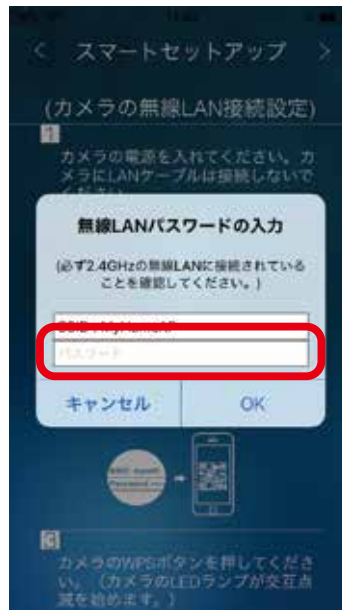 スマートセットアップ
(カメラの無線LAN接続設定)
1
カメラの電源を入れてください。カ
メラにLANケーブルは接続しないで
ください。
無線LANパスワードの入力
(必ず2.4GHzの無線LANに接続されている
ことを確認してください。)
パスワード
キャンセル
OK
3
カメラのWPSボタンを押してくださ
い。（カメラのLEDランプが交互点
滅を始めます。）